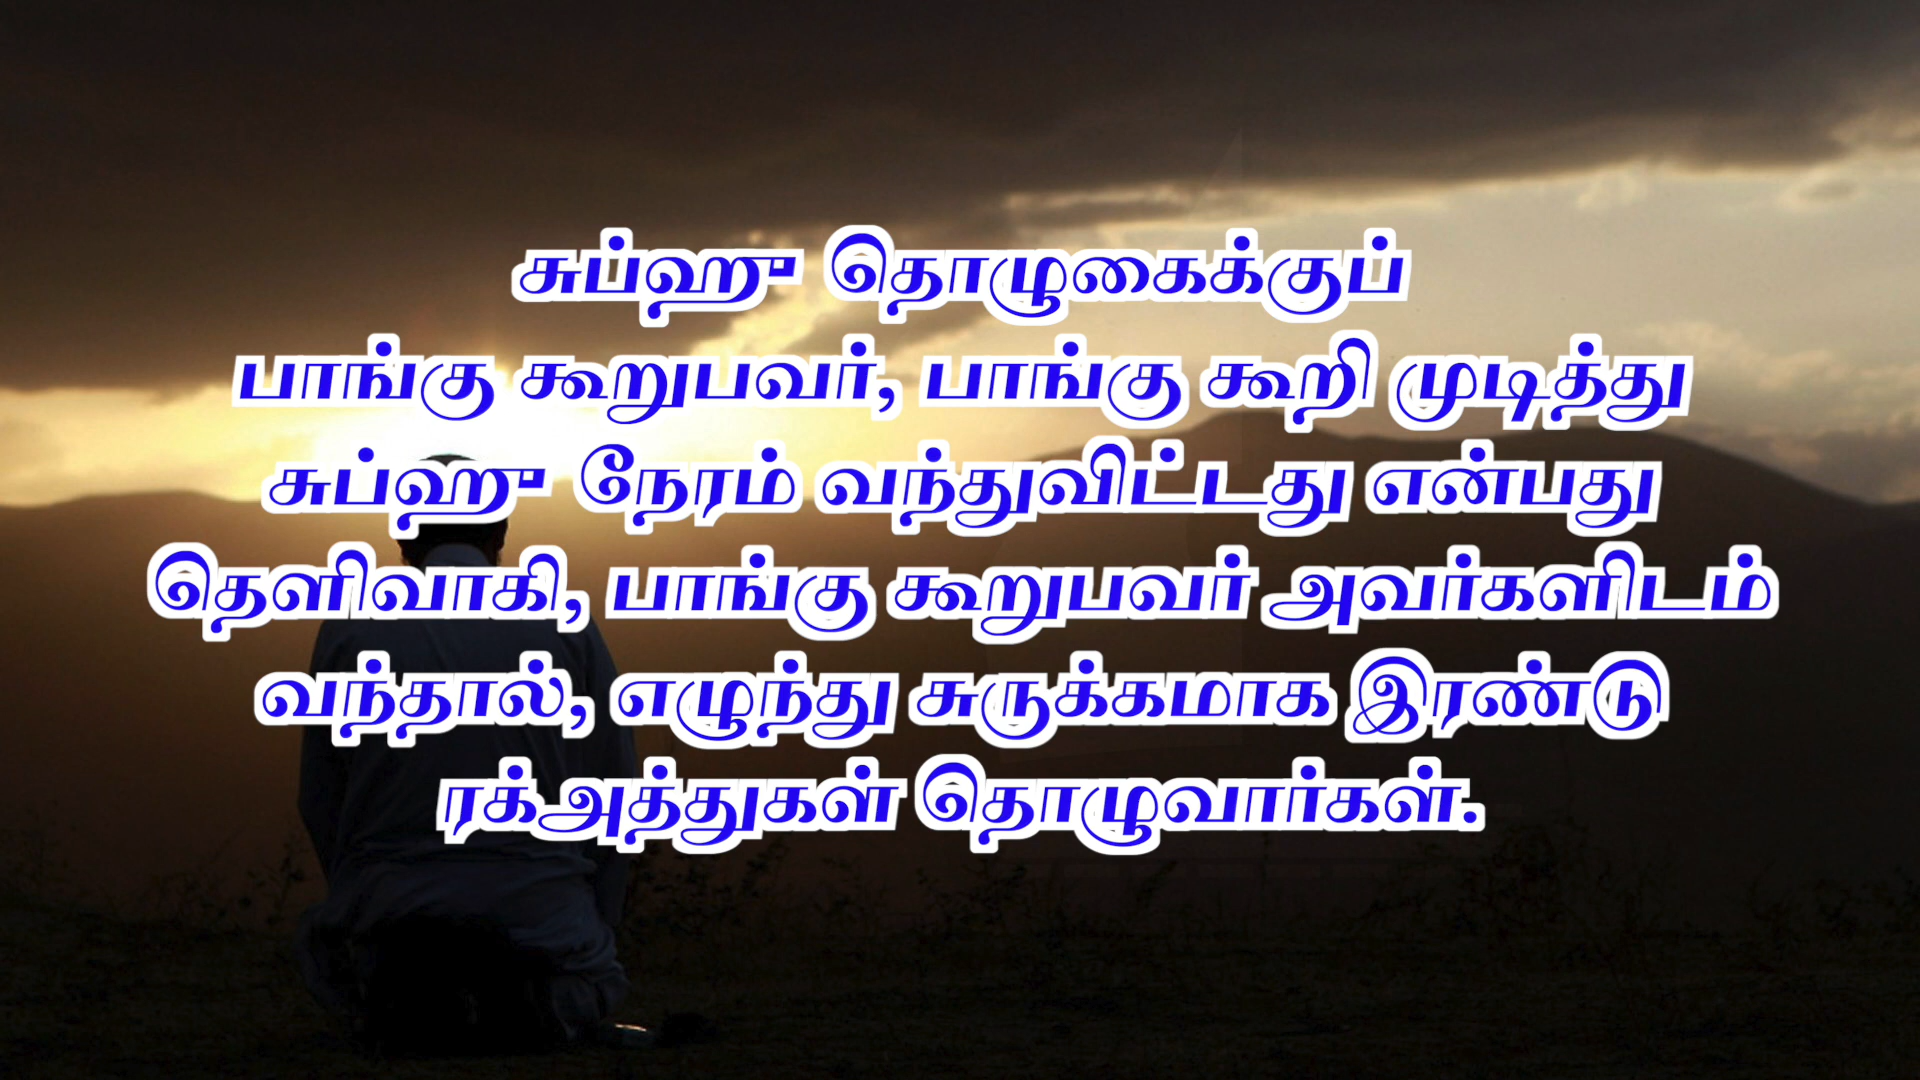 சுப்ஹு தொழுகைக்குப்
பாங்கு கூறுபவர், பாங்கு கூறி முடித்து
சுப்ஹு நேரம் வந்துவிட்டது என்பது
தெளிவாகி, பாங்கு கூறுபவர் அவர்களிடம்
வந்தால், எழுந்து சுருக்கமாக இரண்டு
ரக்அத்துகள் தொழுவார்கள்.